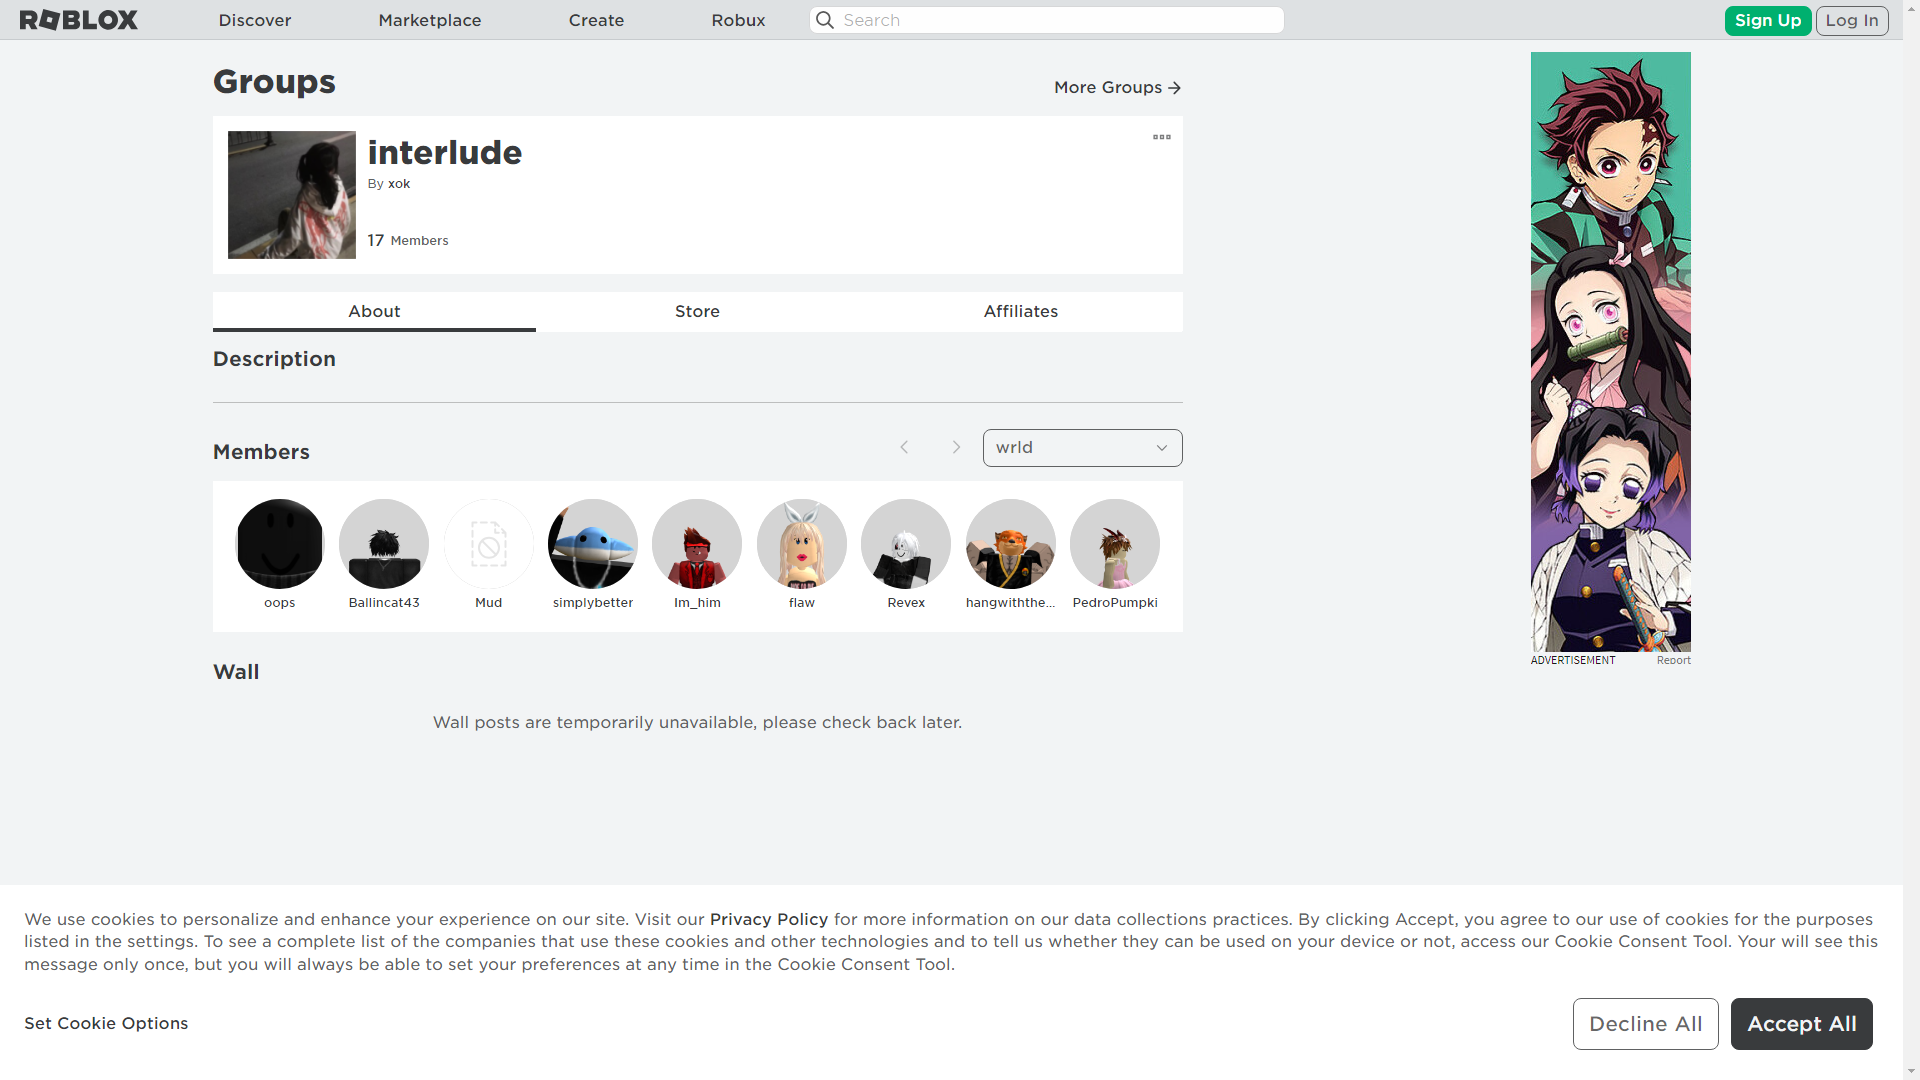 ROBLOX
Discover
Marketplace
Create
Robux
Search
Sign Up
Log In
Groups
More Groups
interlude
By xok
17 Members
About
Store
Affiliates
Description
Members
wrld
oops
Ballincat43
Mud
simplybetter
Im_him
flaw
Revex
hangwiththe...
PedroPumpki
ADVERTISEMENT
Report
Wall
Wall posts are temporarily unavailable, please check back later.
We use cookies to personalize and enhance your experience on our site. Visit our Privacy Policy for more information on our data collections practices. By clicking Accept, you agree to our use of cookies for the purposes
listed in the settings. To see a complete list of the companies that use these cookies and other technologies and to tell us whether they can be used on your device or not, access our Cookie Consent Tool. Your will see this
message only once, but you will always be able to set your preferences at any time in the Cookie Consent Tool.
Set Cookie Options
Decline All
Accept All